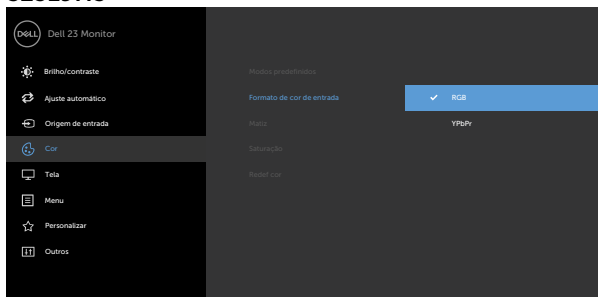 DELL
Dell 23 Monitor
Brilho/contraste
Ajuste automático
Origem de entrada
Cor
Tela
Menu
Personalizar
Outros
Modos predefinidos
Formato de cor de entrada
Matiz
Saturação
Redef cor
RGB
YPbPr